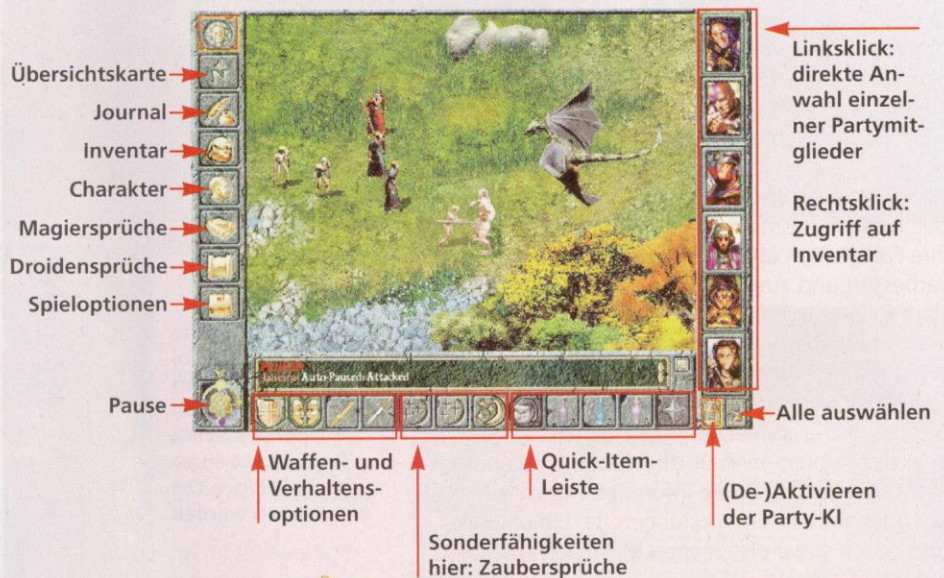 Übersichtskarte
Journal
Inventar
Charakter
Magiersprüche
Droidensprüche
Spieloptionen
Pause
Auto-Paused: Attacked
Linksklick:
direkte An-
wahl einzel-
ner Partymit-
glieder
Rechtsklick:
Zugriff auf
Inventar
Alle auswählen
Waffen- und
Verhaltens-
optionen
Quick-Item-
Leiste
(De-)Aktivieren
der Party-KI
Sonderfähigkeiten
hier: Zaubersprüche